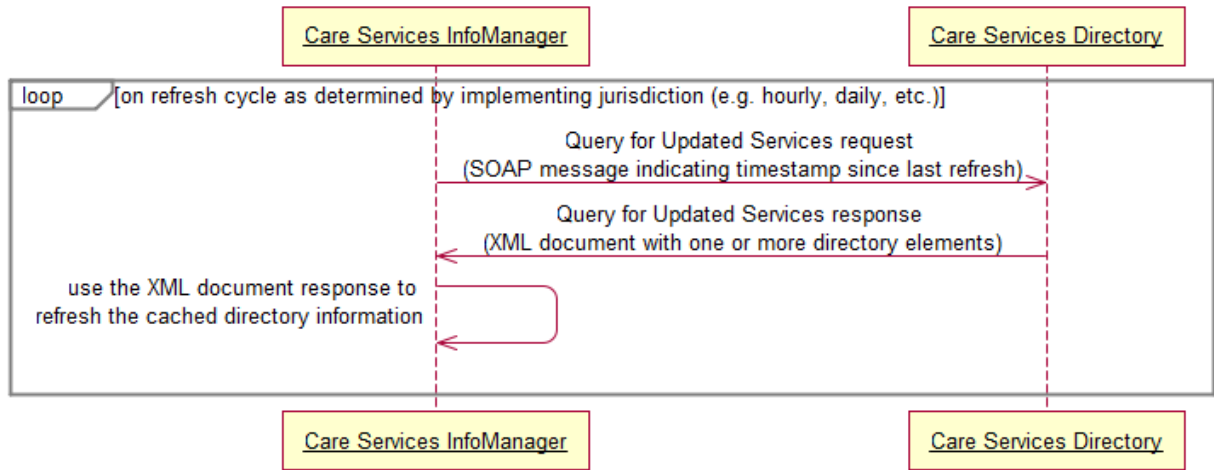 Care Services InfoManager
Care Services Directory
loop
[on refresh cycle as determined by implementing jurisdiction (e.g. hourly, daily, etc.)]
Query for Updated Services request
(SOAP message indicating timestamp since last refresh)
Query for Updated Services response
(XML document with one or more directory elements)
use the XML document response to
refresh the cached directory information
Care Services InfoManager
Care Services Directory